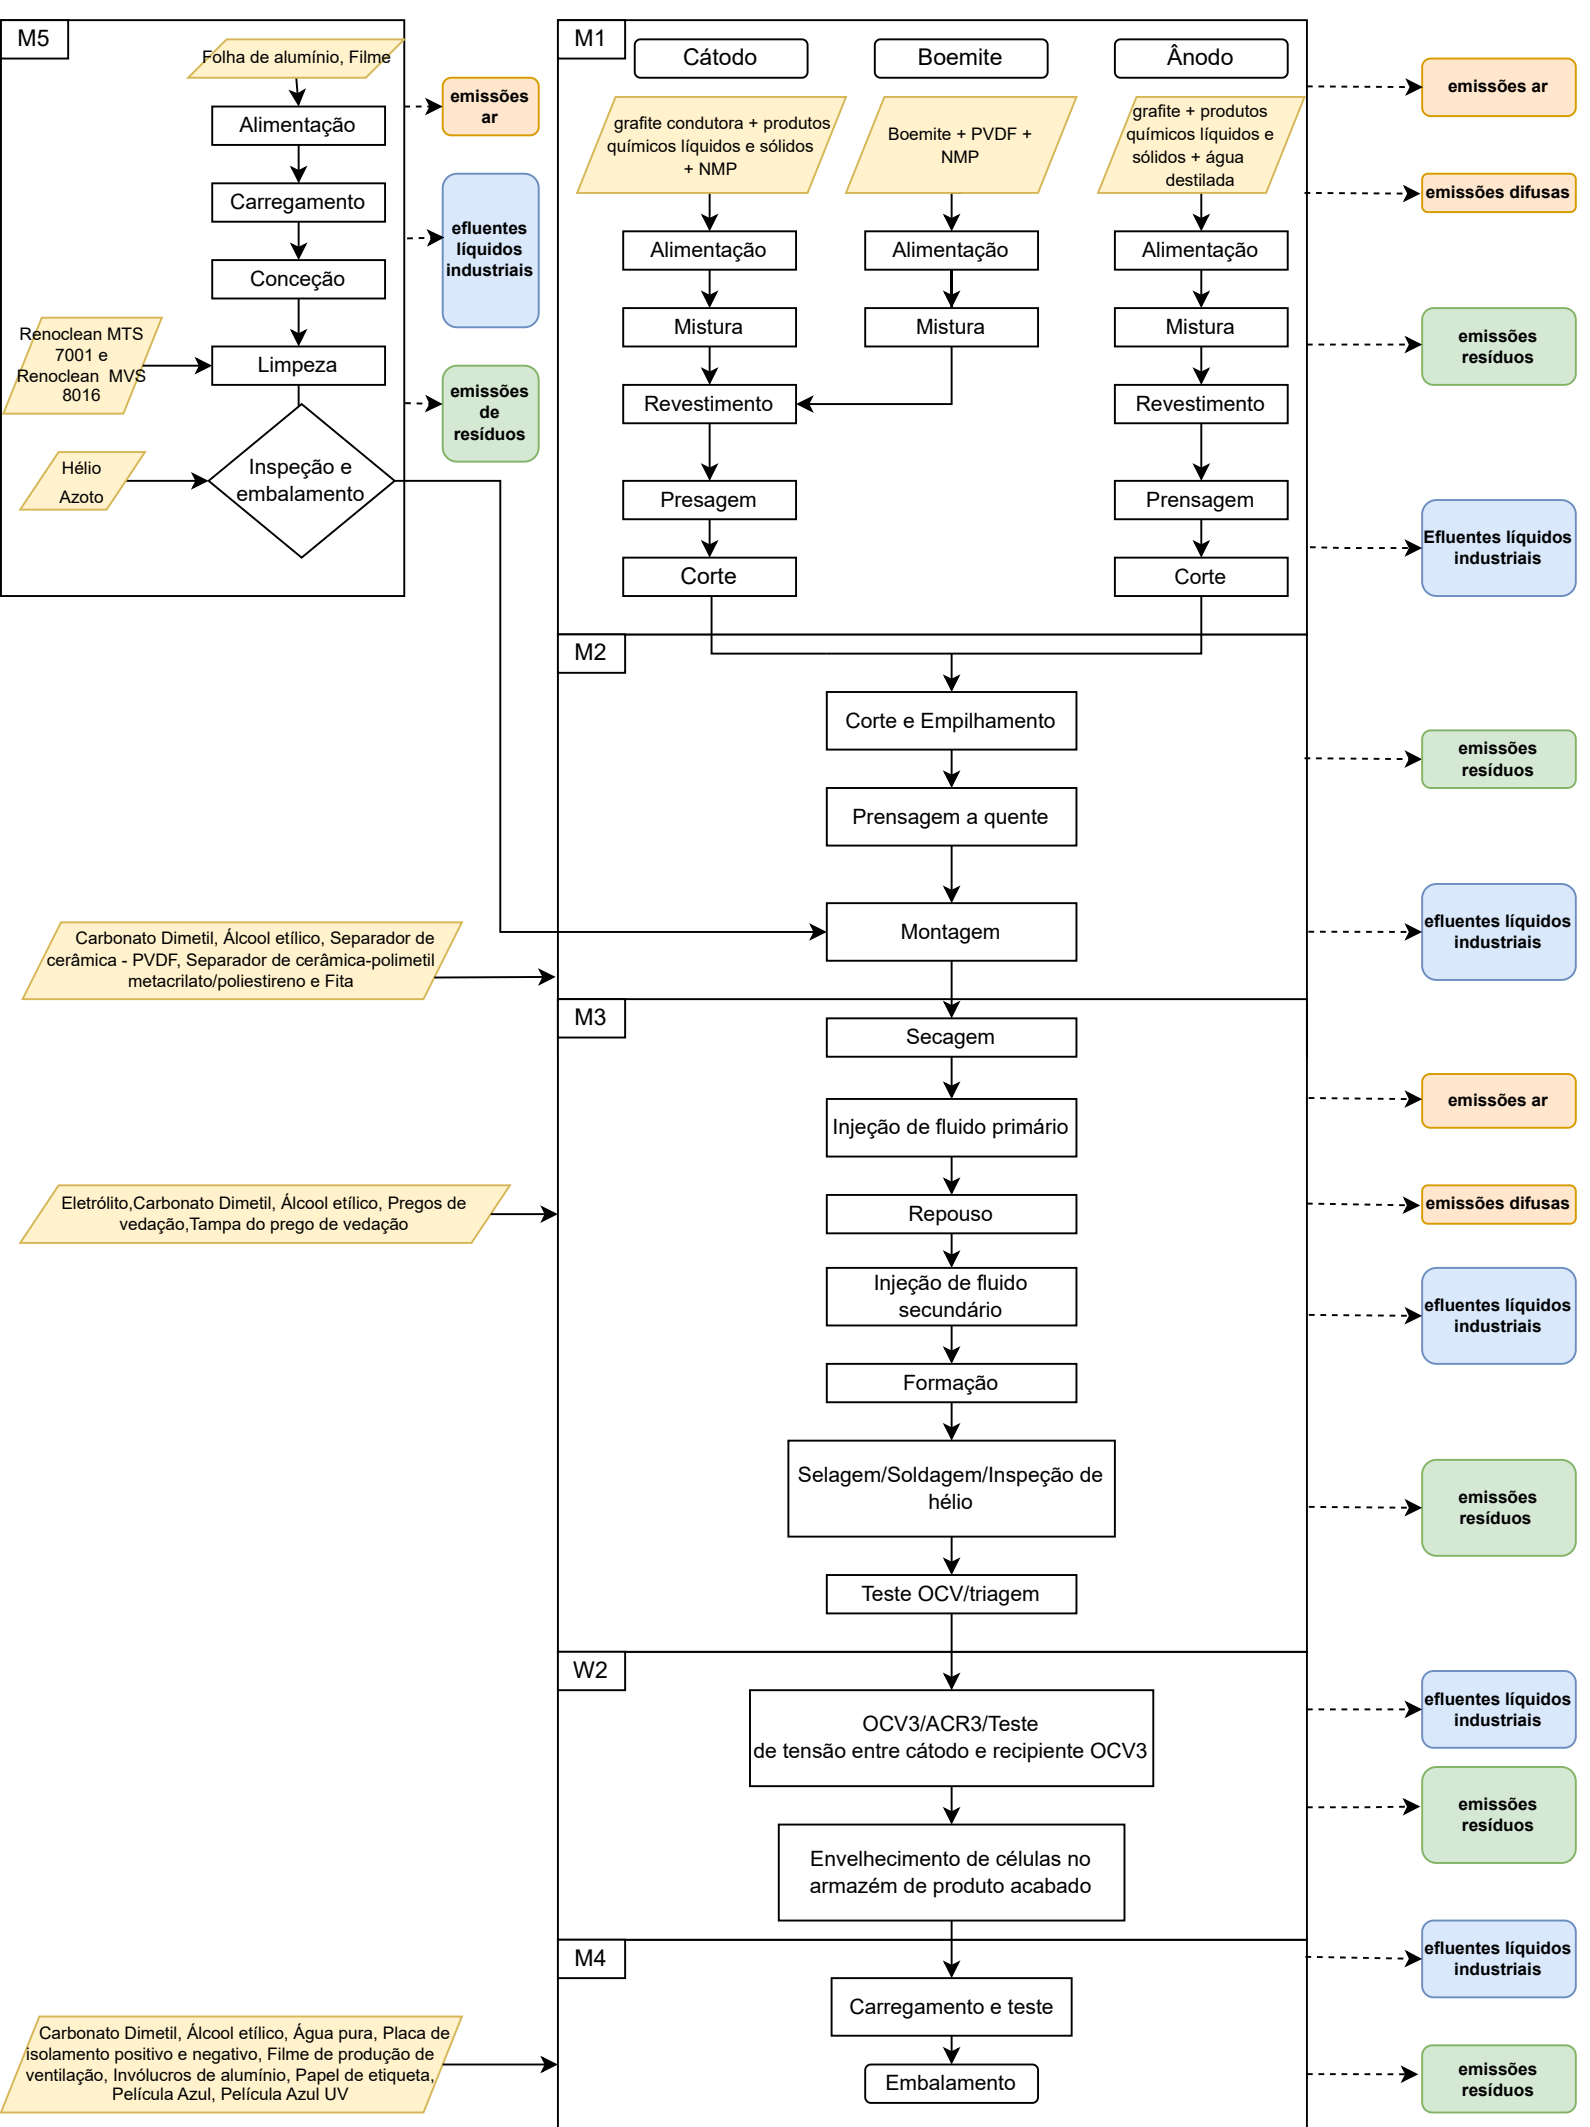 M5
Folha de alumínio, Filme
Alimentação
Carregamento
Conceção
Renoclean MTS
7001 e
Renoclean  MVS
8016
Limpeza
Hélio
Azoto
Inspeção e
embalamento
emissões
ar
efluentes
líquidos
industriais
emissões
de
resíduos
M1
Cátodo
Boemite
Ânodo
grafite condutora + produtos
químicos líquidos e sólidos
+ NMP
Boemite + PVDF +
NMP
grafite + produtos
químicos líquidos e
sólidos + água
destilada
Alimentação
Alimentação
Alimentação
Mistura
Mistura
Mistura
Revestimento
Revestimento
Presagem
Prensagem
Corte
Corte
emissões ar
emissões difusas
emissões
resíduos
Efluentes líquidos
industriais
M2
Corte e Empilhamento
Prensagem a quente
Montagem
Carbonato Dimetil, Álcool etílico, Separador de
cerâmica - PVDF, Separador de cerâmica-polimetil
metacrilato/poliestireno e Fita
emissões
resíduos
efluentes líquidos
industriais
M3
Secagem
Injeção de fluido primário
Repouso
Injeção de fluido
secundário
Formação
Selagem/Soldagem/Inspeção de
hélio
Teste OCV/triagem
Eletrólito,Carbonato Dimetil, Álcool etílico, Pregos de
vedação,Tampa do prego de vedação
emissões ar
emissões difusas
efluentes líquidos
industriais
emissões
resíduos
W2
OCV3/ACR3/Teste
de tensão entre cátodo e recipiente OCV3
Envelhecimento de células no
armazém de produto acabado
efluentes líquidos
industriais
emissões
resíduos
M4
Carregamento e teste
Embalamento
Carbonato Dimetil, Álcool etílico, Água pura, Placa de
isolamento positivo e negativo, Filme de produção de
ventilação, Invólucros de alumínio, Papel de etiqueta,
Película Azul, Película Azul UV
efluentes líquidos
industriais
emissões
resíduos